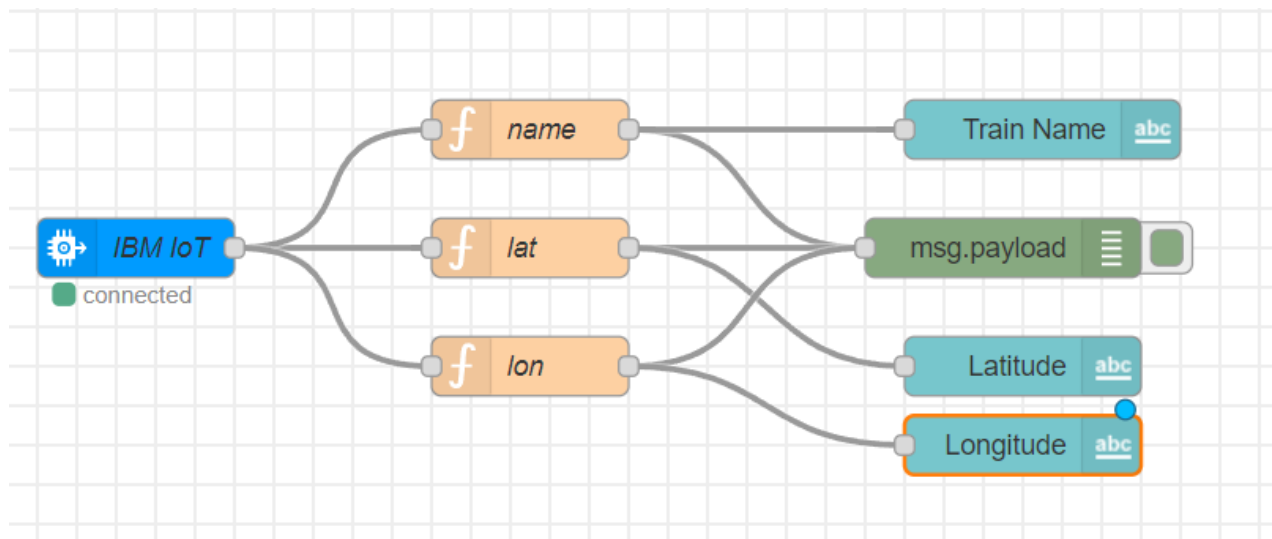 name
Train Name
abc
IBM IoT
lat
msg.payload
connected
lon
Latitude
abc
Longitude
abc